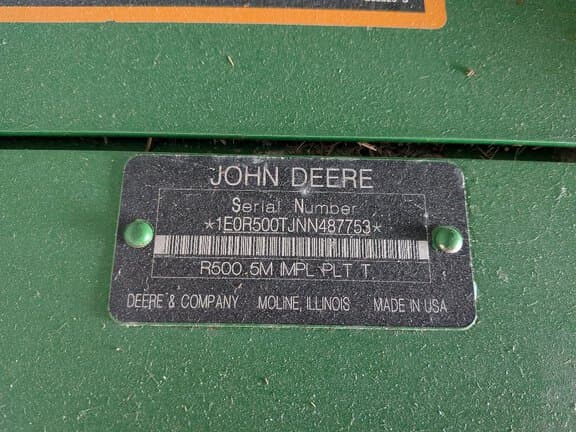 JOHN DEERE
Serial Number
*1E0R500TJNN487753*
R500.5M IMPL PLT T
DEERE & COMPANY MOLINE, ILLINOIS MADE IN USA